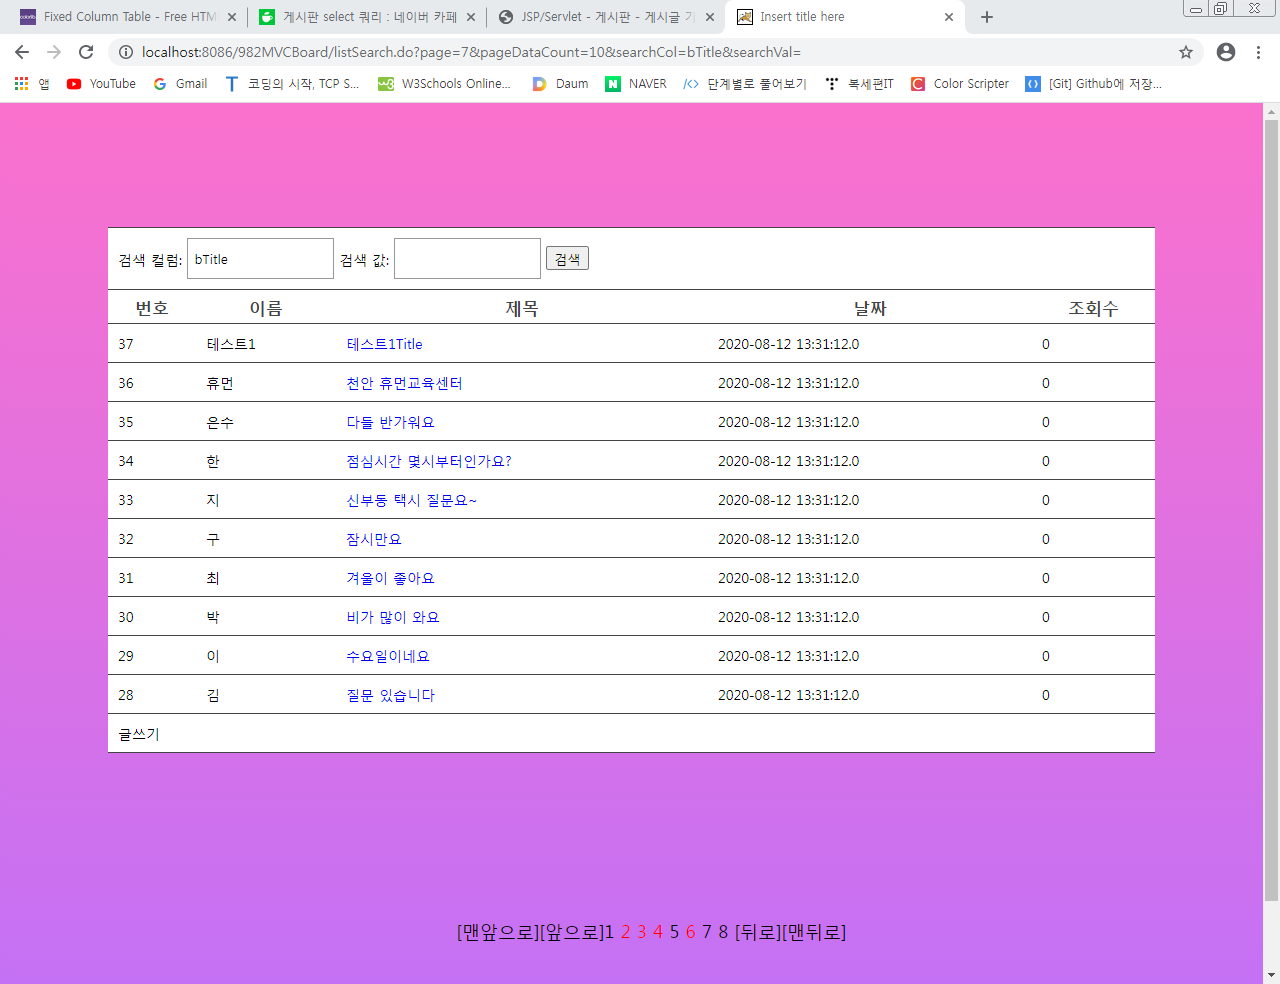 Fixed Column Table - Free HTM
게시판 select 쿼리 : 네이버 카페
JSP/Servlet - 게시판 - 게시글 기
Insert title here
localhost:8086/982MVCBoard/listSearch.do?page=7&pageDataCount=10&searchCol=bTitle&searchVal=
앱 YouTube Gmail 코딩의 시작, TCP S... W3Schools Online... Daum NAVER 단계별로 풀어보기 복세편IT Color Scripter [Git] Github에 저장...
검색 컬럼: bTitle 검색 값: 검색
번호 이름 제목 날짜 조회수
37 테스트1 테스트1Title 2020-08-12 13:31:12.0 0
36 휴먼 천안 휴먼교육센터 2020-08-12 13:31:12.0 0
35 은수 다들 반가워요 2020-08-12 13:31:12.0 0
34 한 점심시간 몇시부터인가요? 2020-08-12 13:31:12.0 0
33 지 신부동 택시 질문요~ 2020-08-12 13:31:12.0 0
32 구 잠시만요 2020-08-12 13:31:12.0 0
31 최 겨울이 좋아요 2020-08-12 13:31:12.0 0
30 박 비가 많이 와요 2020-08-12 13:31:12.0 0
29 이 수요일이네요 2020-08-12 13:31:12.0 0
28 김 질문 있습니다 2020-08-12 13:31:12.0 0
글쓰기
[맨앞으로][앞으로]1 2 3 4 5 6 7 8 [뒤로][맨뒤로]